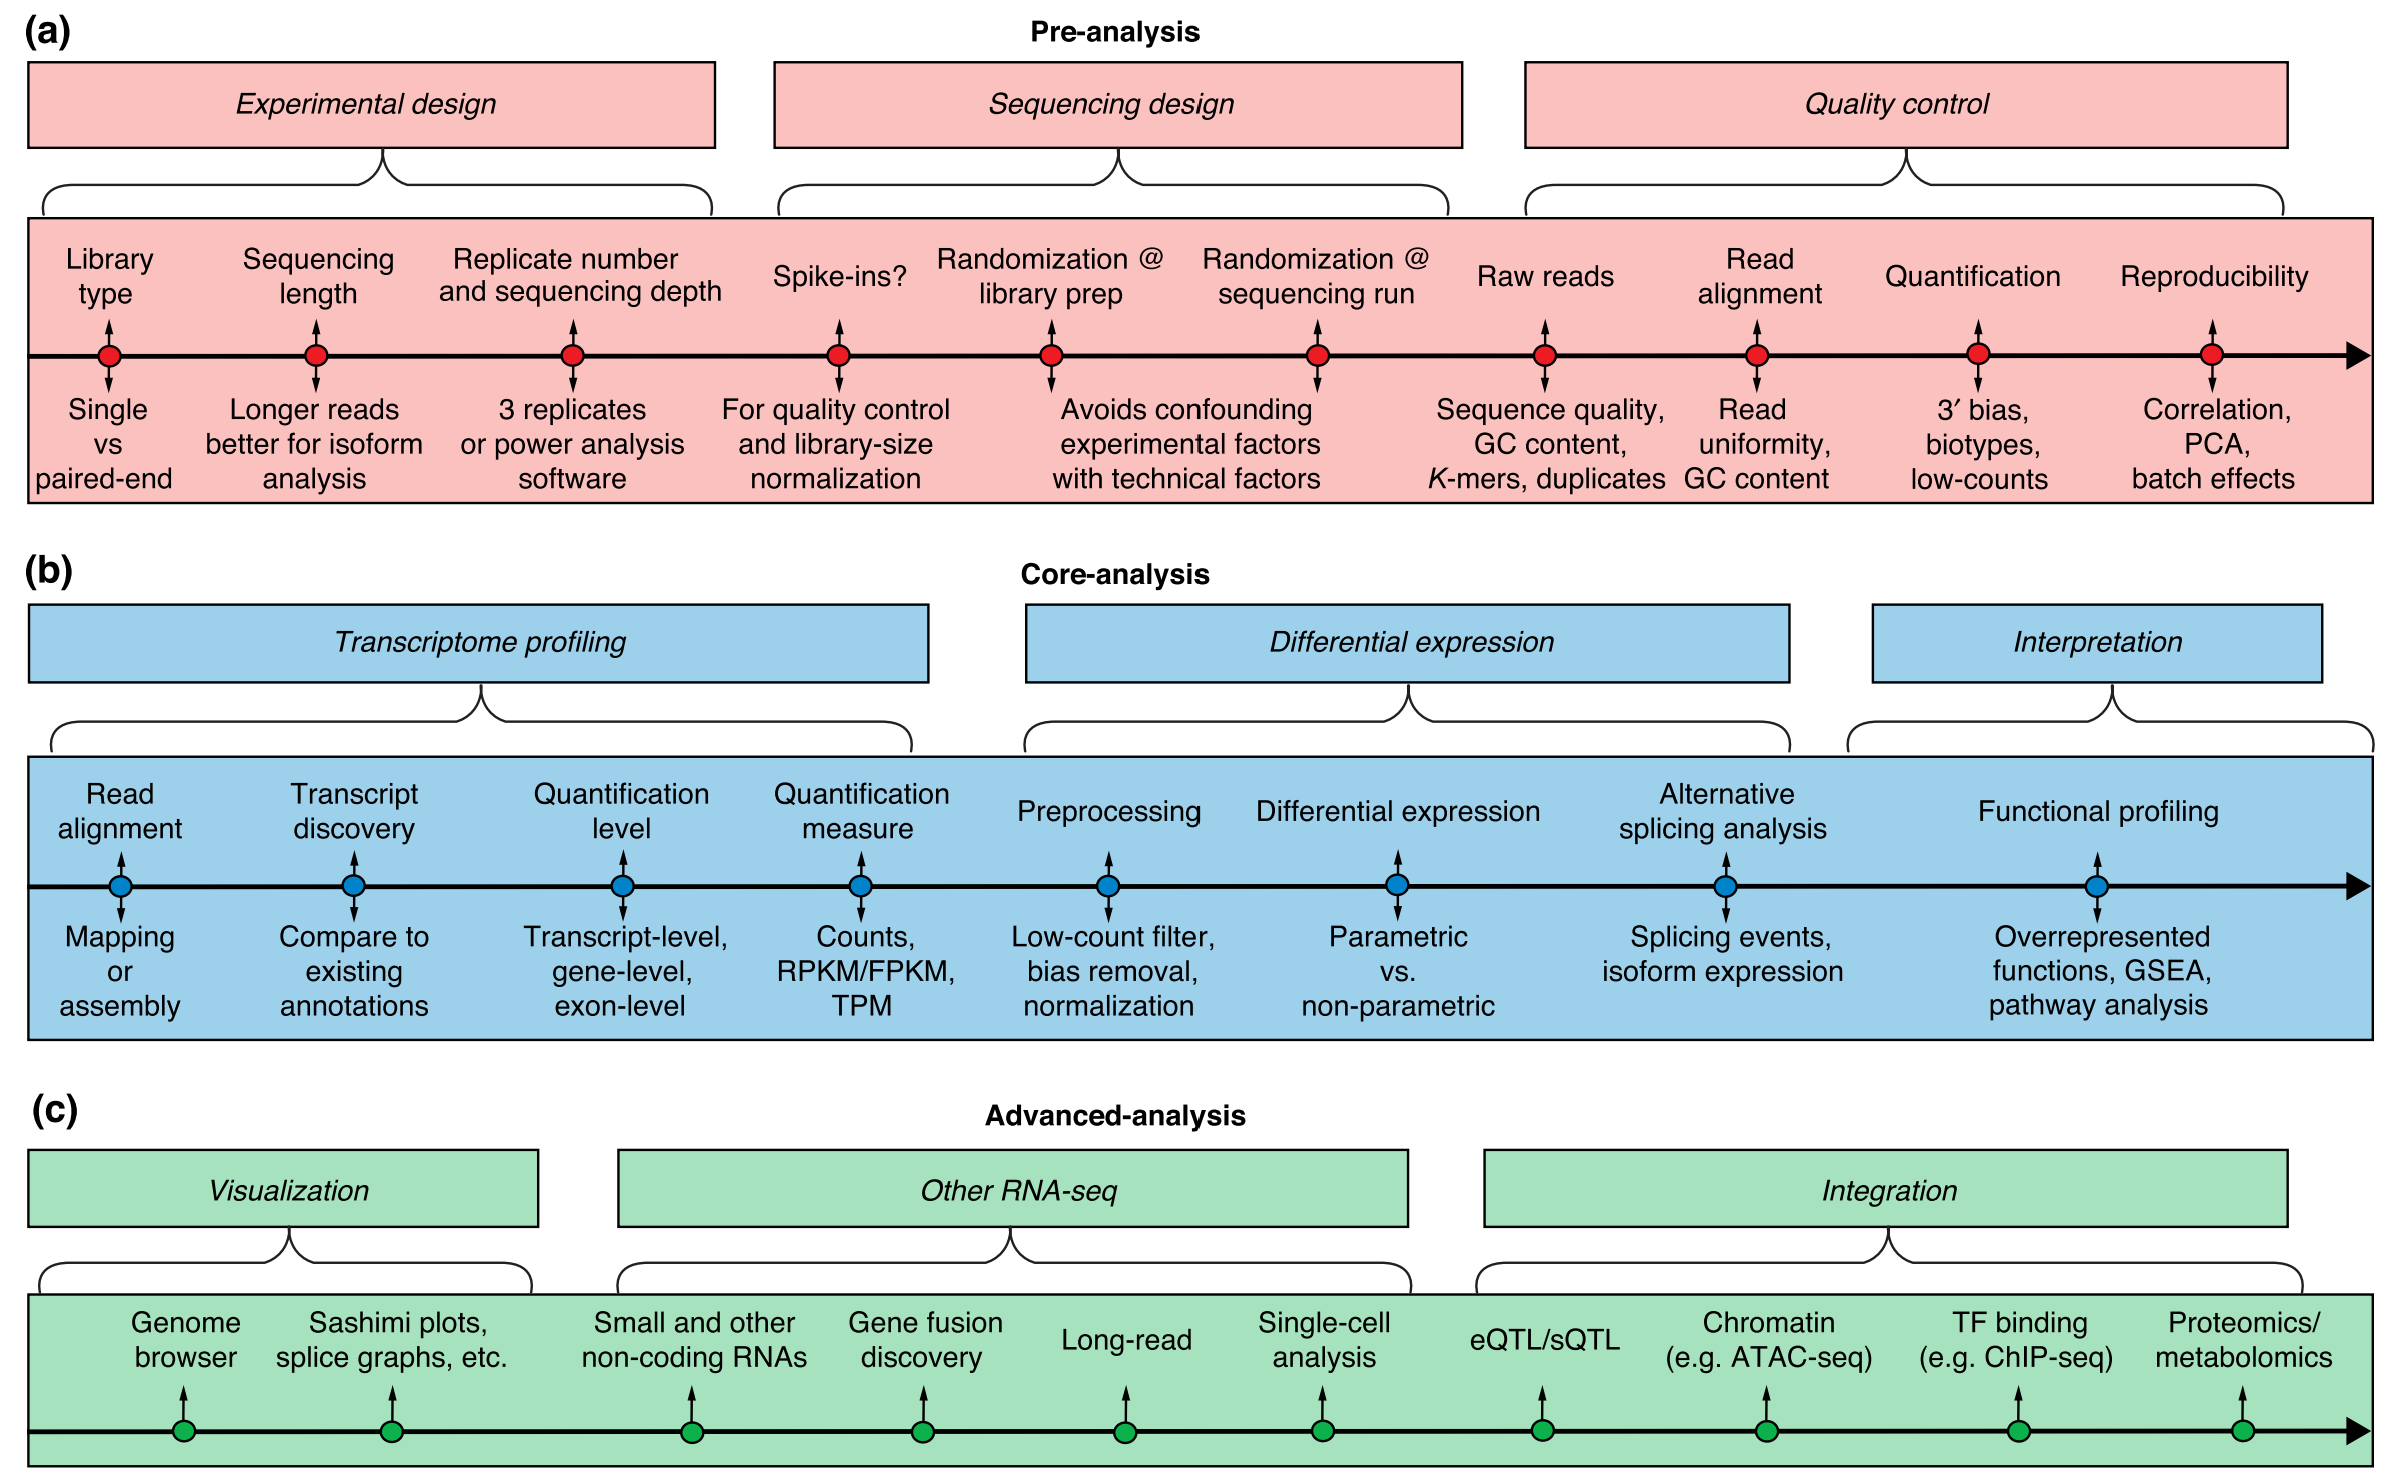 (a)
Pre-analysis
Experimental design
Sequencing design
Quality control
Library
type
Sequencing
length
Replicate number
and sequencing depth
Spike-ins?
Randomization @
library prep
Randomization @
sequencing run
Raw reads
Read
alignment
Quantification
Reproducibility
Single
vs
paired-end
Longer reads
better for isoform
analysis
3 replicates
or power analysis
software
For quality control
and library-size
normalization
Avoids confounding
experimental factors
with technical factors
Sequence quality,
GC content,
K-mers, duplicates
Read
uniformity,
GC content
3′ bias,
biotypes,
low-counts
Correlation,
PCA,
batch effects
(b)
Core-analysis
Transcriptome profiling
Differential expression
Interpretation
Read
alignment
Transcript
discovery
Quantification
level
Quantification
measure
Preprocessing
Differential expression
Alternative
splicing analysis
Functional profiling
Mapping
or
assembly
Compare to
existing
annotations
Transcript-level,
gene-level,
exon-level
Counts,
RPKM/FPKM,
TPM
Low-count filter,
bias removal,
normalization
Parametric
vs.
non-parametric
Splicing events,
isoform expression
Overrepresented
functions, GSEA,
pathway analysis
(c)
Advanced-analysis
Visualization
Other RNA-seq
Integration
Genome
browser
Sashimi plots,
splice graphs, etc.
Small and other
non-coding RNAs
Gene fusion
discovery
Long-read
Single-cell
analysis
eQTL/sQTL
Chromatin
(e.g. ATAC-seq)
TF binding
(e.g. ChIP-seq)
Proteomics/
metabolomics